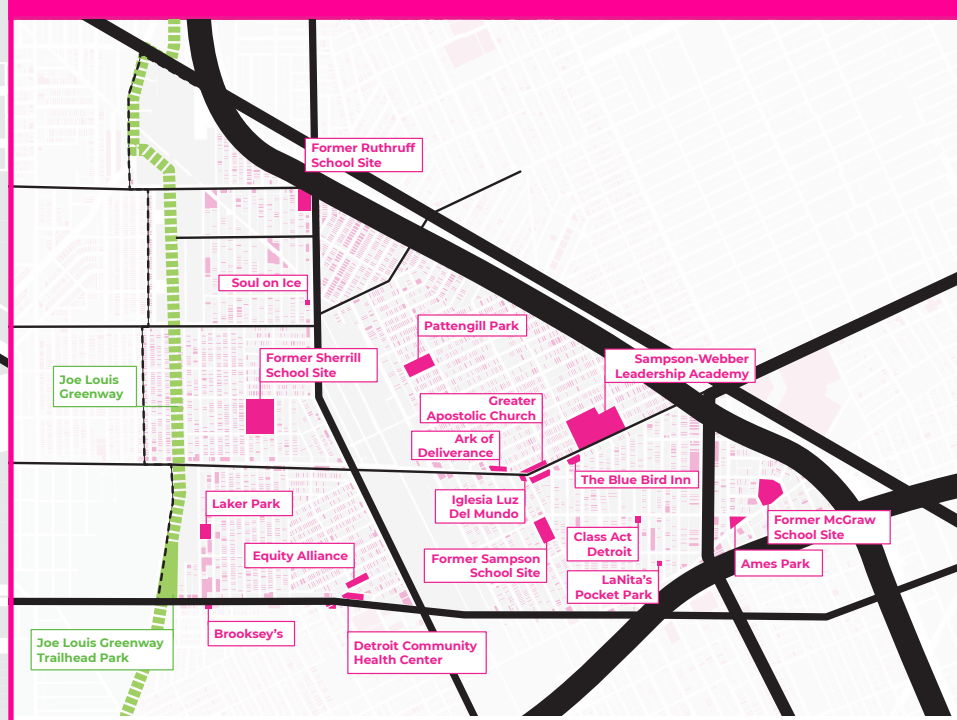 Former Ruthruff
School Site
Soul on Ice
Pattengill Park
Former Sherrill
School Site
Sampson-Webber
Leadership Academy
Joe Louis
Greenway
Greater
Apostolic Church
Ark of
Deliverance
The Blue Bird Inn
Laker Park
Iglesia Luz
Del Mundo
Former McGraw
School Site
Class Act
Detroit
Equity Alliance
Former Sampson
School Site
Ames Park
LaNita's
Pocket Park
Brooksey's
Joe Louis Greenway
Trailhead Park
Detroit Community
Health Center